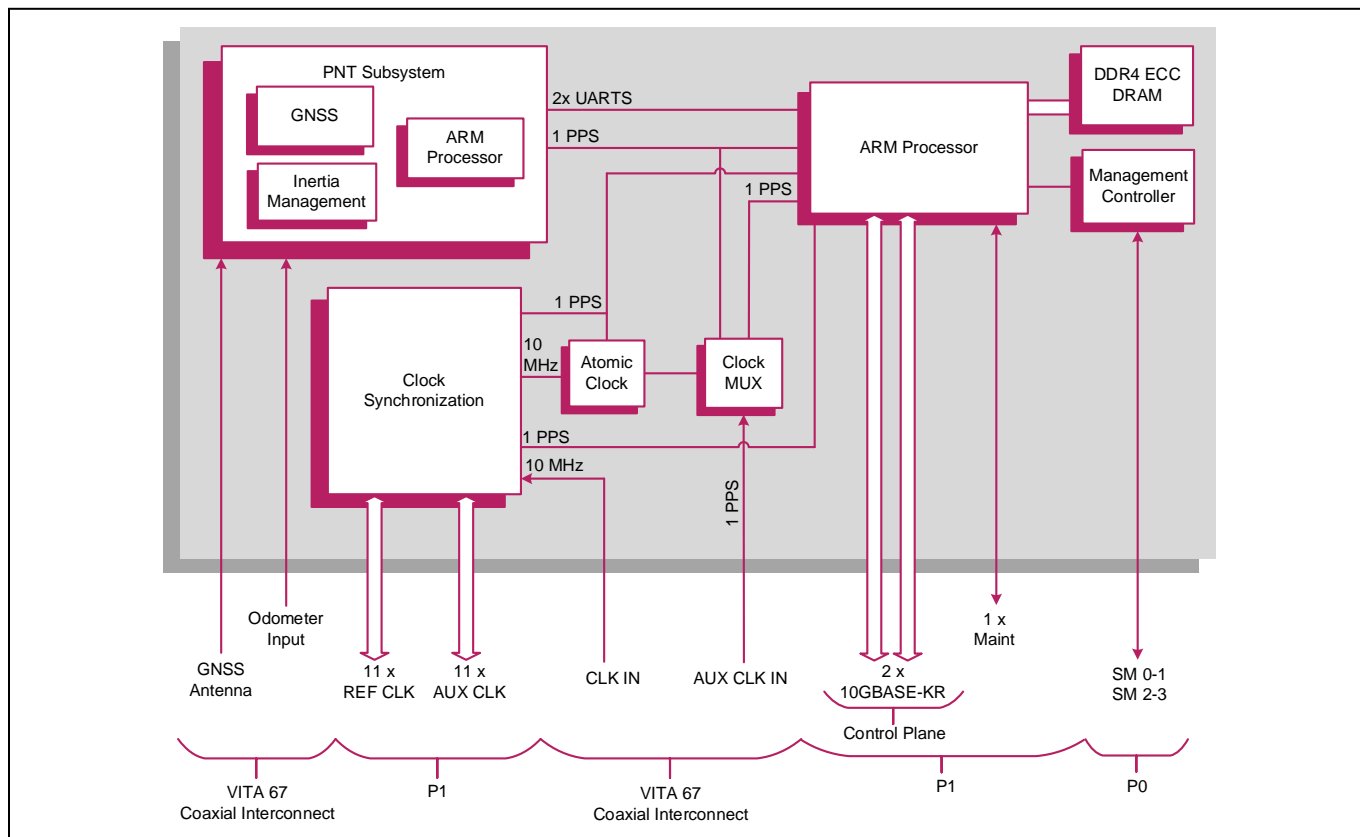 PNT Subsystem
GNSS
ARM
Processor
Inertia
Management
2x UARTS
1 PPS
ARM Processor
DDR4 ECC
DRAM
Management
Controller
1 PPS
1 PPS
10
MHz
Clock
Synchronization
Atomic
Clock
Clock
MUX
1 PPS
10 MHz
1 PPS
GNSS
Antenna
Odometer
Input
11 x
REF CLK
11 x
AUX CLK
CLK IN
AUX CLK IN
2 x
10GBASE-KR
Control Plane
1 x
Maint
SM 0-1
SM 2-3
VITA 67
Coaxial Interconnect
P1
VITA 67
Coaxial Interconnect
P1
P0